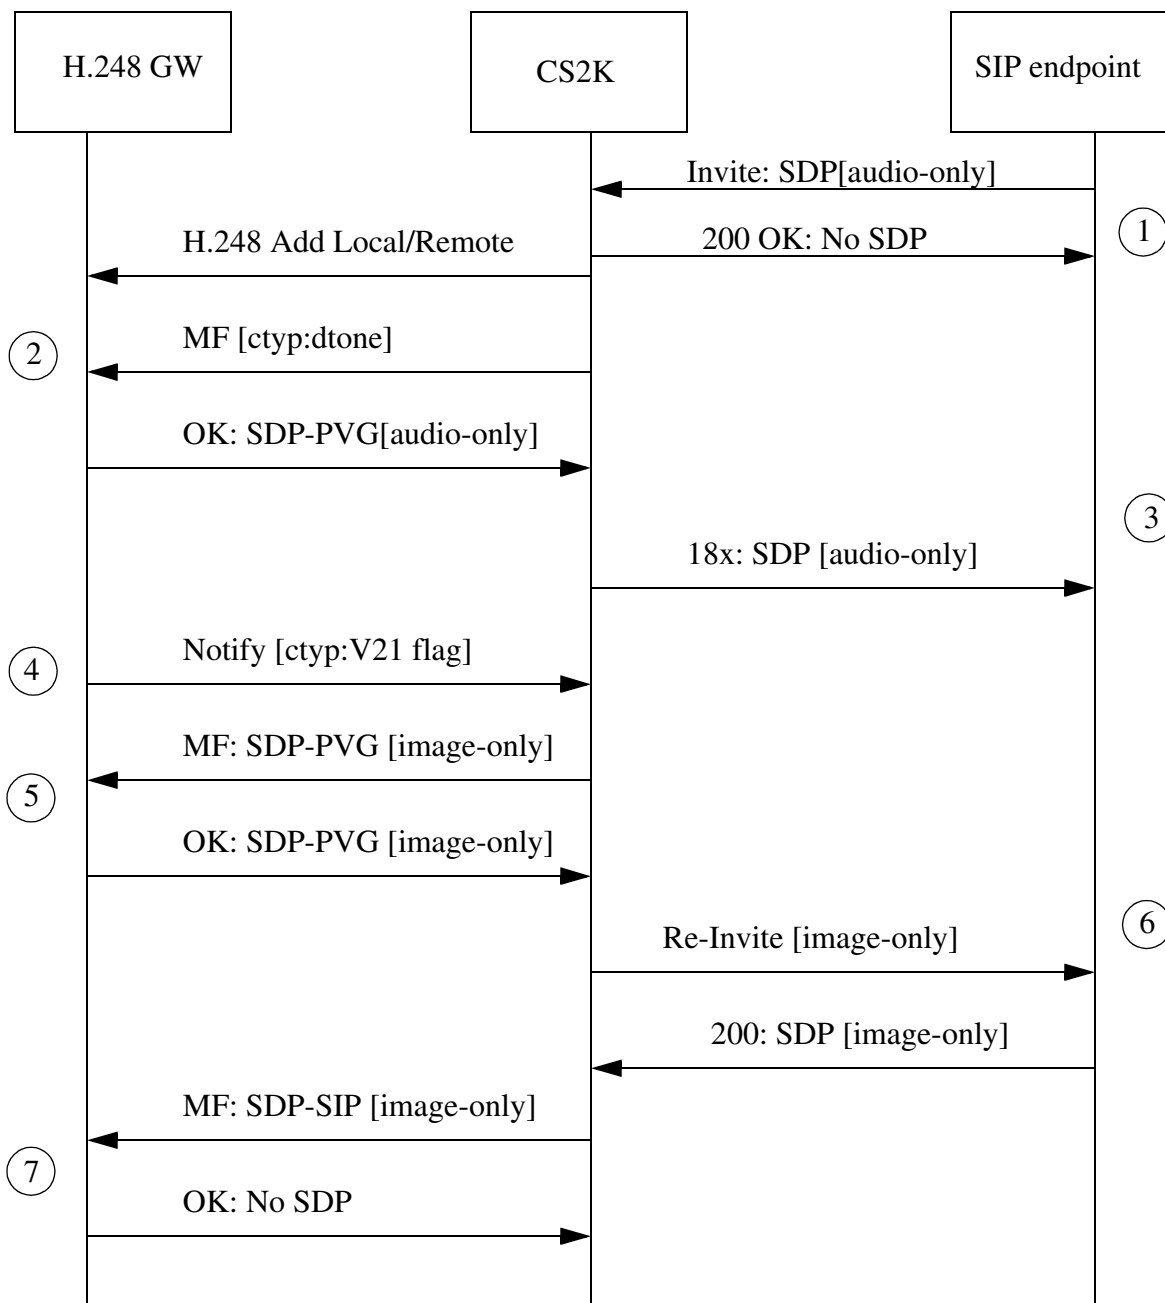 H.248 GW
CS2K
SIP endpoint
Invite: SDP[audio-only]
1
H.248 Add Local/Remote
200 OK: No SDP
2
MF [ctyp:dtone]
OK: SDP-PVG[audio-only]
3
18x: SDP [audio-only]
4
Notify [ctyp:V21 flag]
MF: SDP-PVG [image-only]
5
OK: SDP-PVG [image-only]
6
Re-Invite [image-only]
200: SDP [image-only]
MF: SDP-SIP [image-only]
7
OK: No SDP